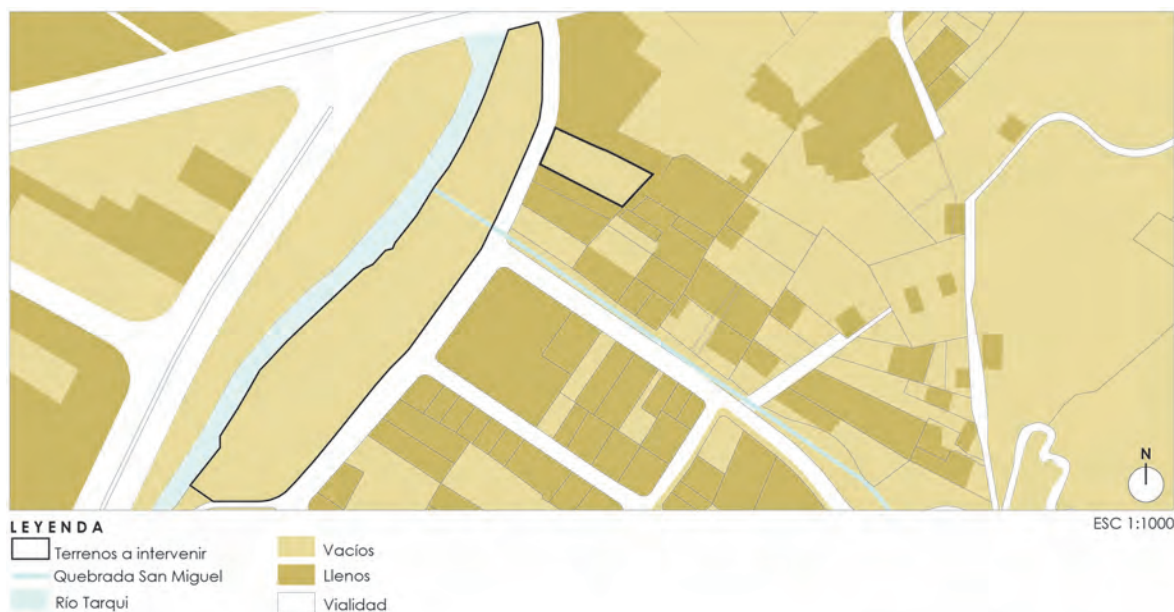 N
LEYENDA
ESC 1:1000
Terrenos a intervenir
Quebrada San Miguel
Río Tarqui
Vacíos
Llenos
Vialidad